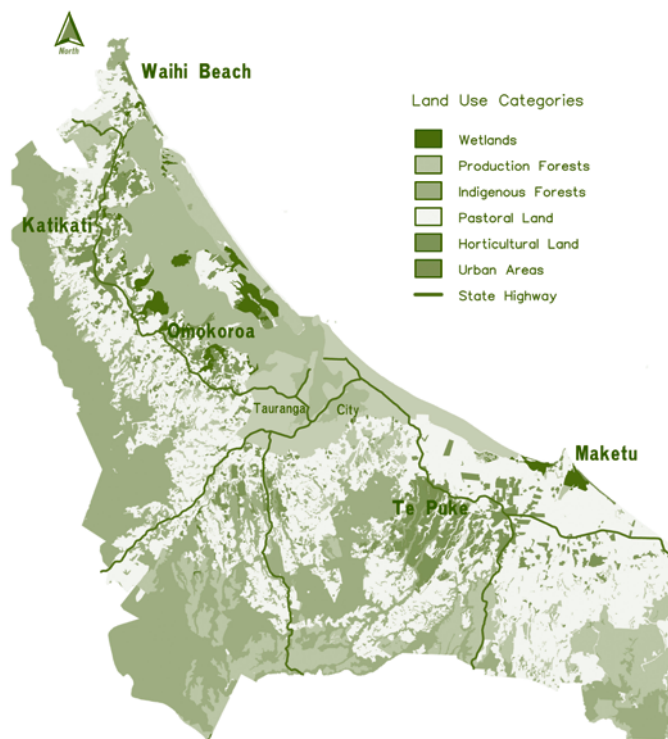 North
Waihi Beach
Land Use Categories
Wetlands
Production Forests
Indigenous Forests
Pastoral Land
Horticultural Land
Urban Areas
State Highway
Katikati
Omokoroa
Tauranga City
Maketu
Te Puke